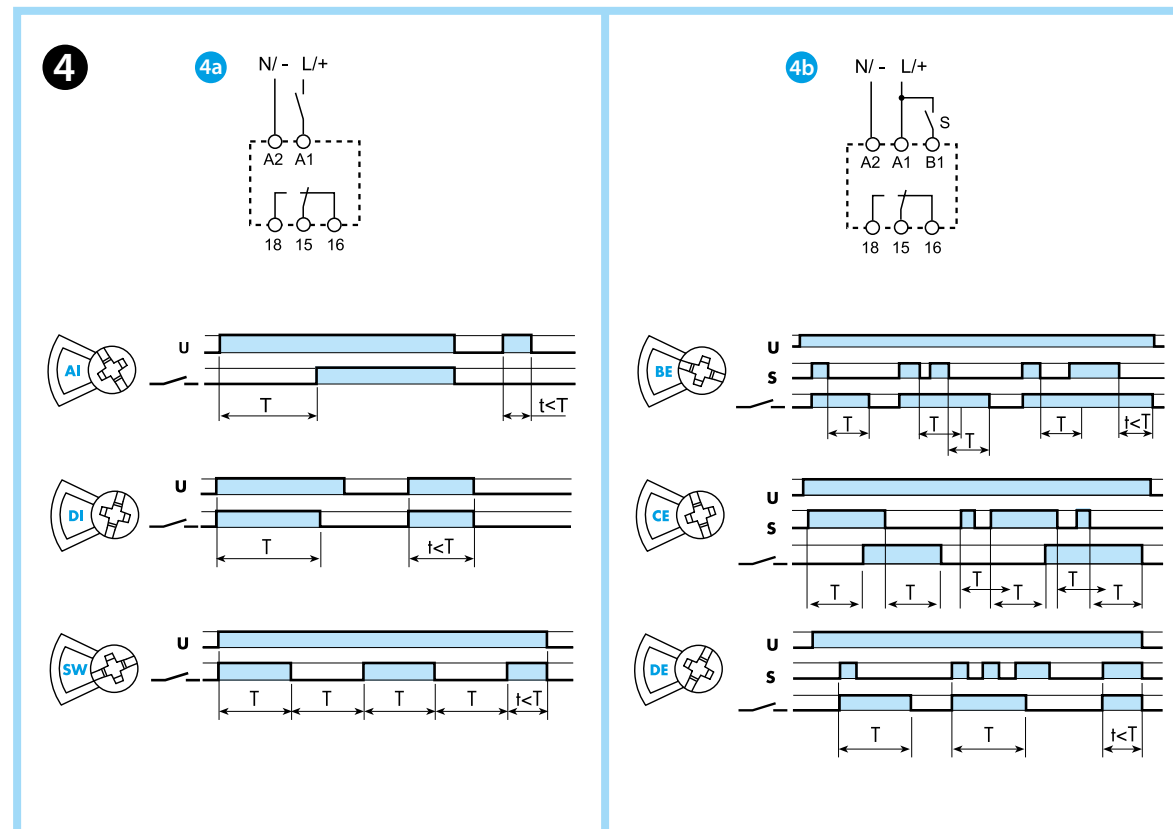 4
4a
N/ - L/+
A2 A1
18 15 16
AI
U
T
t<T
DI
U
T
t<T
SW
U
T T T T t<T
4b
N/ - L/+
S
A2 A1 B1
18 15 16
BE
U
S
T T T t<T
T
CE
U
S
T T
T T T T
DE
U
S
T T t<T